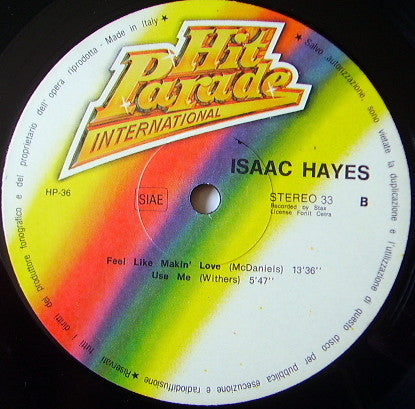 Hit
Parade
INTERNATIONAL
ISAAC HAYES
HP-36
SIAE
STEREO 33
Recorded by Stax
License Fonit Cetra
B
Feel Like Makin' Love (McDaniels) 13'36''
Use Me (Withers) 5'47''
★ Riservati tutti i diritti del produttore fonografico e del proprietario dell'opera riprodotta - Made in Italy ★ Salvo autorizzazione, sono vietate la duplicazione e l'utilizzazione di questo disco per pubblica esecuzione e radiodiffusione